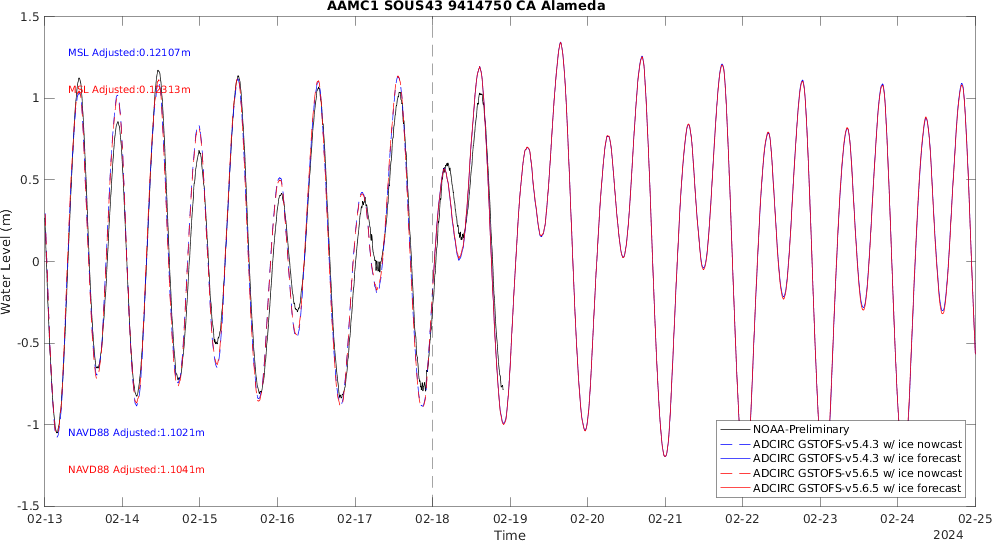 AAMC1 SOUS43 9414750 CA Alameda
1.5
1
0.5
0
-0.5
-1
-1.5
Water Level (m)
MSL Adjusted:0.12107m
MSL Adjusted:0.12313m
NAVD88 Adjusted:1.1021m
NAVD88 Adjusted:1.1041m
NOAA-Preliminary
ADCIRC GSTOFS-v5.4.3 w/ ice nowcast
ADCIRC GSTOFS-v5.4.3 w/ ice forecast
ADCIRC GSTOFS-v5.6.5 w/ ice nowcast
ADCIRC GSTOFS-v5.6.5 w/ ice forecast
02-13 02-14 02-15 02-16 02-17 02-18 02-19 02-20 02-21 02-22 02-23 02-24 02-25
Time
2024